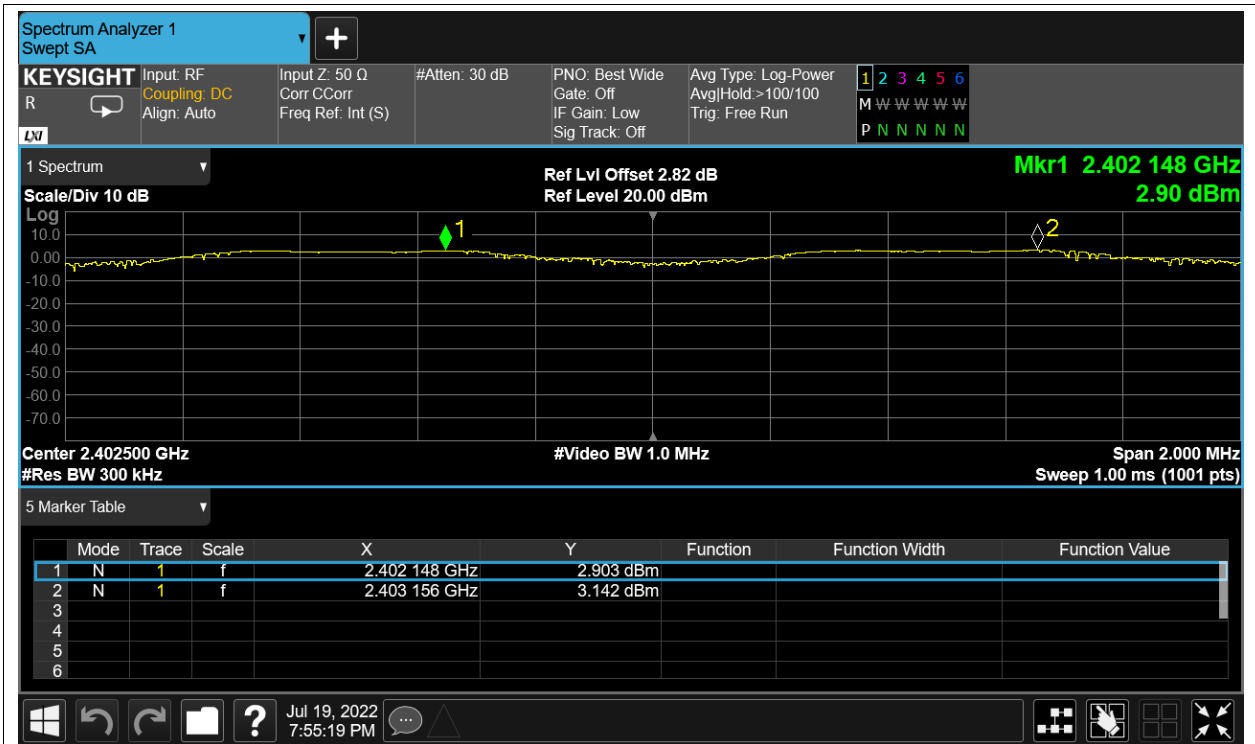 Spectrum Analyzer 1
Swept SA
KEYSIGHT Input: RF Input Z: 50 Ω #Atten: 30 dB PNO: Best Wide Avg Type: Log-Power 1 2 3 4 5 6
R Coupling: DC Corr CCorr Gate: Off Avg|Hold:>100/100 M W W W W W
Align: Auto Freq Ref: Int (S) IF Gain: Low Trig: Free Run
LXI Sig Track: Off P N N N N N
1 Spectrum Ref Lvl Offset 2.82 dB Mkr1 2.402 148 GHz
Scale/Div 10 dB Ref Level 20.00 dBm 2.90 dBm
Log
10.0 1 2
0.00
-10.0
-20.0
-30.0
-40.0
-50.0
-60.0
-70.0
Center 2.402500 GHz #Video BW 1.0 MHz Span 2.000 MHz
#Res BW 300 kHz Sweep 1.00 ms (1001 pts)
5 Marker Table
Mode Trace Scale X Y Function Function Width Function Value
1 N 1 f 2.402 148 GHz 2.903 dBm
2 N 1 f 2.403 156 GHz 3.142 dBm
3
4
5
6
? Jul 19, 2022
7:55:19 PM